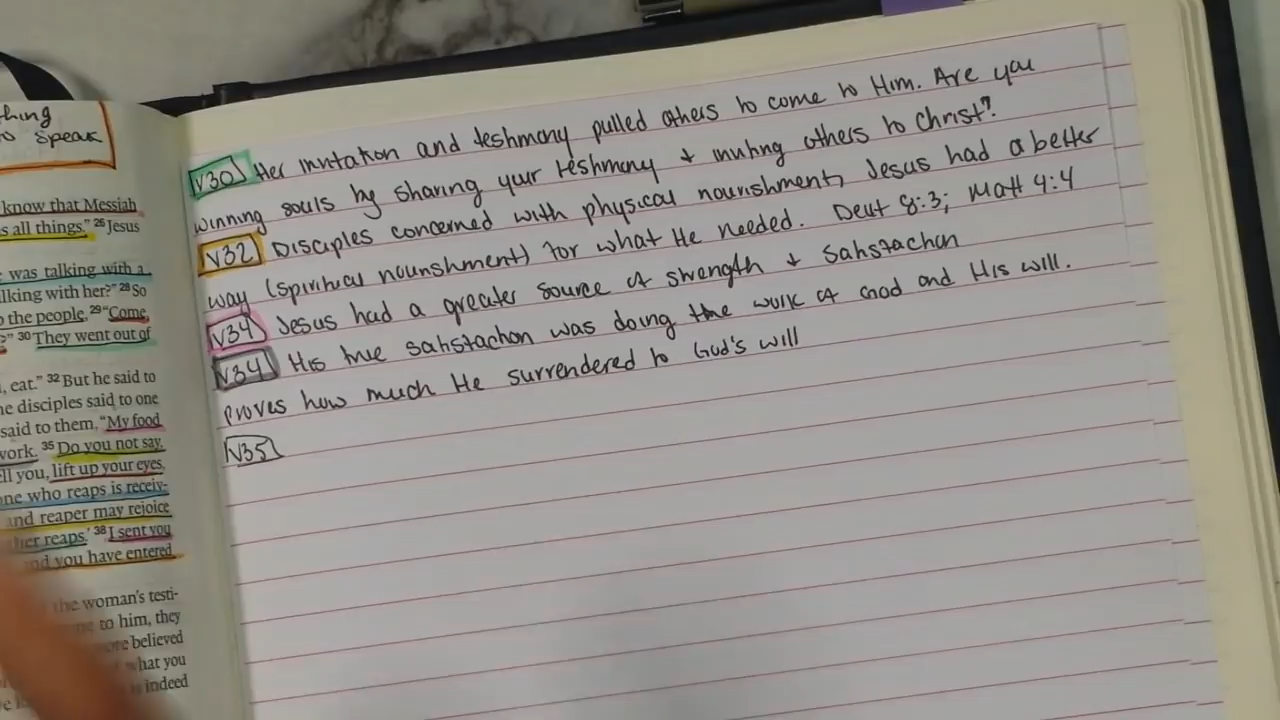 thing
o speak
know that Messiah
s all things." 26 Jesus
was talking with a
lking with her?" 28 So
o the people, 29 "Come,
?" 30 They went out of
, eat." 32 But he said to
he disciples said to one
said to them, "My food
work. 35 Do you not say,
ell you, lift up your eyes,
one who reaps is receiv-
and reaper may rejoice
her reaps.' 38 I sent you
and you have entered
the woman's testi-
me to him, they
ore believed
what you
indeed
V30 Her invitation and testimony pulled others to come to Him. Are you
winning souls by sharing your testimony + inviting others to Christ?
V32 Disciples concerned with physical nourishment, Jesus had a better
way (spiritual nourishment) for what He needed. Deut 8:3; Matt 4:4
V34 Jesus had a greater source of strength + satisfaction
V34 His true satisfaction was doing the work of God and His will.
proves how much He surrendered to God's will
V35